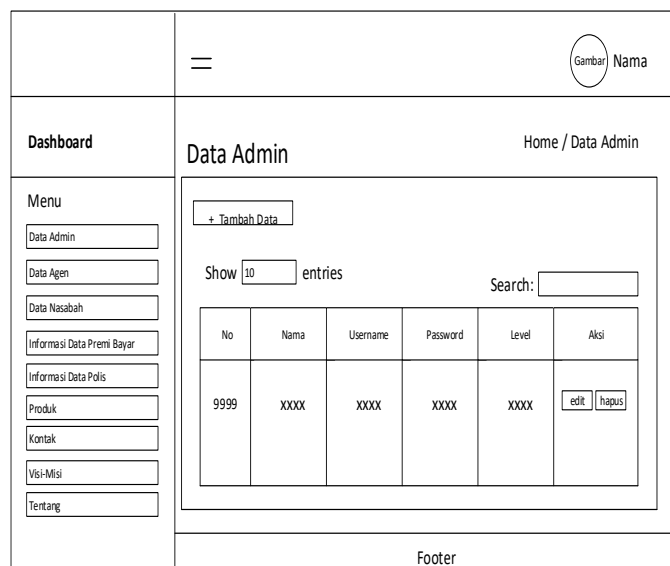 Gambar Nama
Dashboard
Data Admin
Home / Data Admin
Menu
Data Admin
Data Agen
Data Nasabah
Informasi Data Premi Bayar
Informasi Data Polis
Produk
Kontak
Visi-Misi
Tentang
+ Tambah Data
Show 10 entries
Search:
No Nama Username Password Level Aksi
9999 XXXX XXXX XXXX XXXX edit hapus
Footer